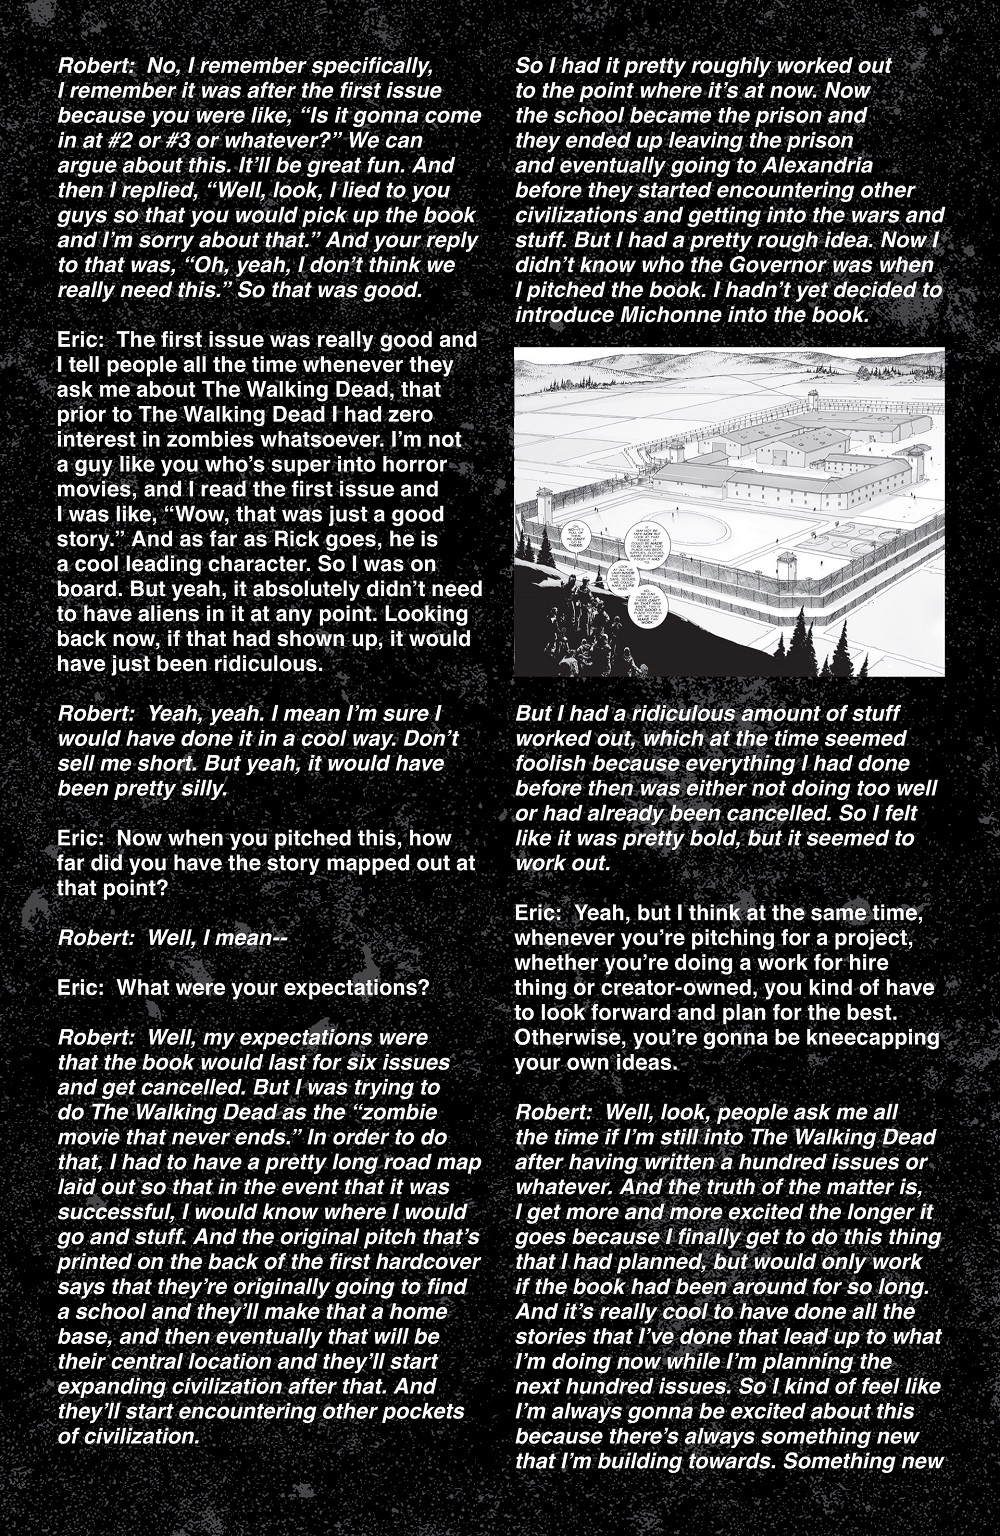 Robert:  No, I remember specifically,
I remember it was after the first issue
because you were like, “Is it gonna come
in at #2 or #3 or whatever?” We can
argue about this. It’ll be great fun. And
then I replied, “Well, look, I lied to you
guys so that you would pick up the book
and I’m sorry about that.” And your reply
to that was, “Oh, yeah, I don’t think we
really need this.” So that was good.
Eric:  The first issue was really good and
I tell people all the time whenever they
ask me about The Walking Dead, that
prior to The Walking Dead I had zero
interest in zombies whatsoever. I’m not
a guy like you who’s super into horror
movies, and I read the first issue and
I was like, “Wow, that was just a good
story.” And as far as Rick goes, he is
a cool leading character. So I was on
board. But yeah, it absolutely didn’t need
to have aliens in it at any point. Looking
back now, if that had shown up, it would
have just been ridiculous.
Robert:  Yeah, yeah. I mean I’m sure I
would have done it in a cool way. Don’t
sell me short. But yeah, it would have
been pretty silly.
Eric:  Now when you pitched this, how
far did you have the story mapped out at
that point?
Robert:  Well, I mean--
Eric:  What were your expectations?
Robert:  Well, my expectations were
that the book would last for six issues
and get cancelled. But I was trying to
do The Walking Dead as the “zombie
movie that never ends.” In order to do
that, I had to have a pretty long road map
laid out so that in the event that it was
successful, I would know where I would
go and stuff. And the original pitch that’s
printed on the back of the first hardcover
says that they’re originally going to find
a school and they’ll make that a home
base, and then eventually that will be
their central location and they’ll start
expanding civilization after that. And
they’ll start encountering other pockets
of civilization.
So I had it pretty roughly worked out
to the point where it’s at now. Now
the school became the prison and
they ended up leaving the prison
and eventually going to Alexandria
before they started encountering other
civilizations and getting into the wars and
stuff. But I had a pretty rough idea. Now I
didn’t know who the Governor was when
I pitched the book. I hadn’t yet decided to
introduce Michonne into the book.
But I had a ridiculous amount of stuff
worked out, which at the time seemed
foolish because everything I had done
before then was either not doing too well
or had already been cancelled. So I felt
like it was pretty bold, but it seemed to
work out.
Eric:  Yeah, but I think at the same time,
whenever you’re pitching for a project,
whether you’re doing a work for hire
thing or creator-owned, you kind of have
to look forward and plan for the best.
Otherwise, you’re gonna be kneecapping
your own ideas.
Robert:  Well, look, people ask me all
the time if I’m still into The Walking Dead
after having written a hundred issues or
whatever. And the truth of the matter is,
I get more and more excited the longer it
goes because I finally get to do this thing
that I had planned, but would only work
if the book had been around for so long.
And it’s really cool to have done all the
stories that I’ve done that lead up to what
I’m doing now while I’m planning the
next hundred issues. So I kind of feel like
I’m always gonna be excited about this
because there’s always something new
that I’m building towards. Something new